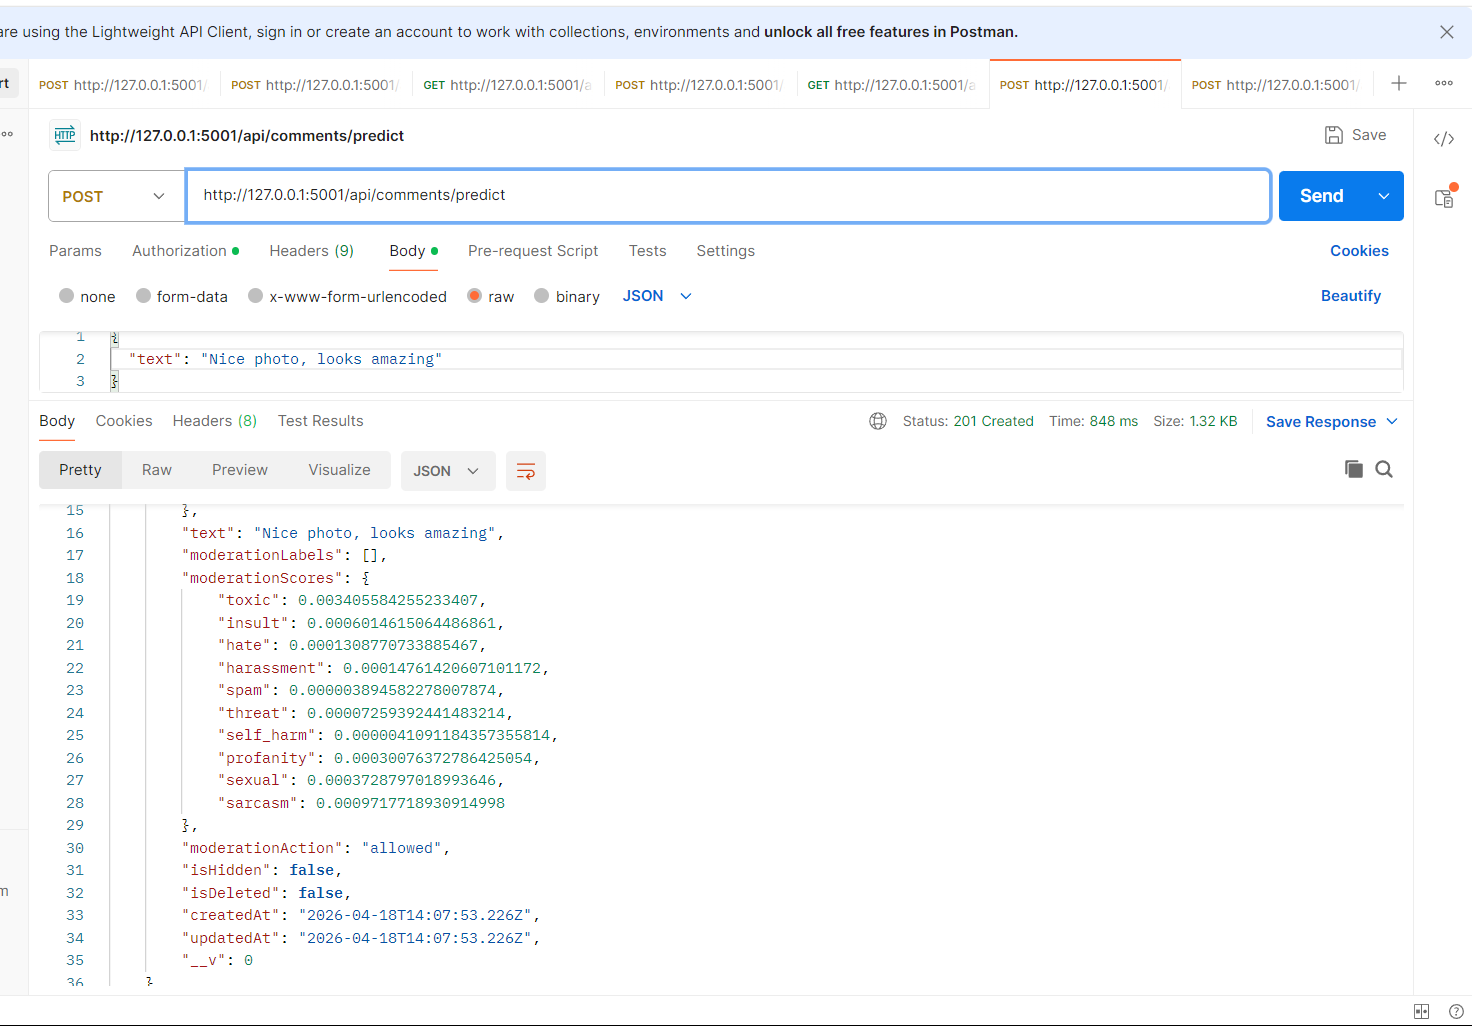 are using the Lightweight API Client, sign in or create an account to work with collections, environments and unlock all free features in Postman.
rt POST http://127.0.0.1:5001/ POST http://127.0.0.1:5001/ GET http://127.0.0.1:5001/a POST http://127.0.0.1:5001/ GET http://127.0.0.1:5001/a POST http://127.0.0.1:5001/ POST http://127.0.0.1:5001/
HTTP http://127.0.0.1:5001/api/comments/predict Save
POST http://127.0.0.1:5001/api/comments/predict Send
Params Authorization Headers (9) Body Pre-request Script Tests Settings Cookies
none form-data x-www-form-urlencoded raw binary JSON Beautify
1 {
2 "text": "Nice photo, looks amazing"
3 }
Body Cookies Headers (8) Test Results Status: 201 Created Time: 848 ms Size: 1.32 KB Save Response
Pretty Raw Preview Visualize JSON
15 },
16 "text": "Nice photo, looks amazing",
17 "moderationLabels": [],
18 "moderationScores": {
19 "toxic": 0.003405584255233407,
20 "insult": 0.0006014615064486861,
21 "hate": 0.0001308770733885467,
22 "harassment": 0.00014761420607101172,
23 "spam": 0.000003894582278007874,
24 "threat": 0.00007259392441483214,
25 "self_harm": 0.0000041091184357355814,
26 "profanity": 0.00030076372786425054,
27 "sexual": 0.0003728797018993646,
28 "sarcasm": 0.0009717718930914998
29 },
30 "moderationAction": "allowed",
31 "isHidden": false,
32 "isDeleted": false,
33 "createdAt": "2026-04-18T14:07:53.226Z",
34 "updatedAt": "2026-04-18T14:07:53.226Z",
35 "__v": 0
36 }
m